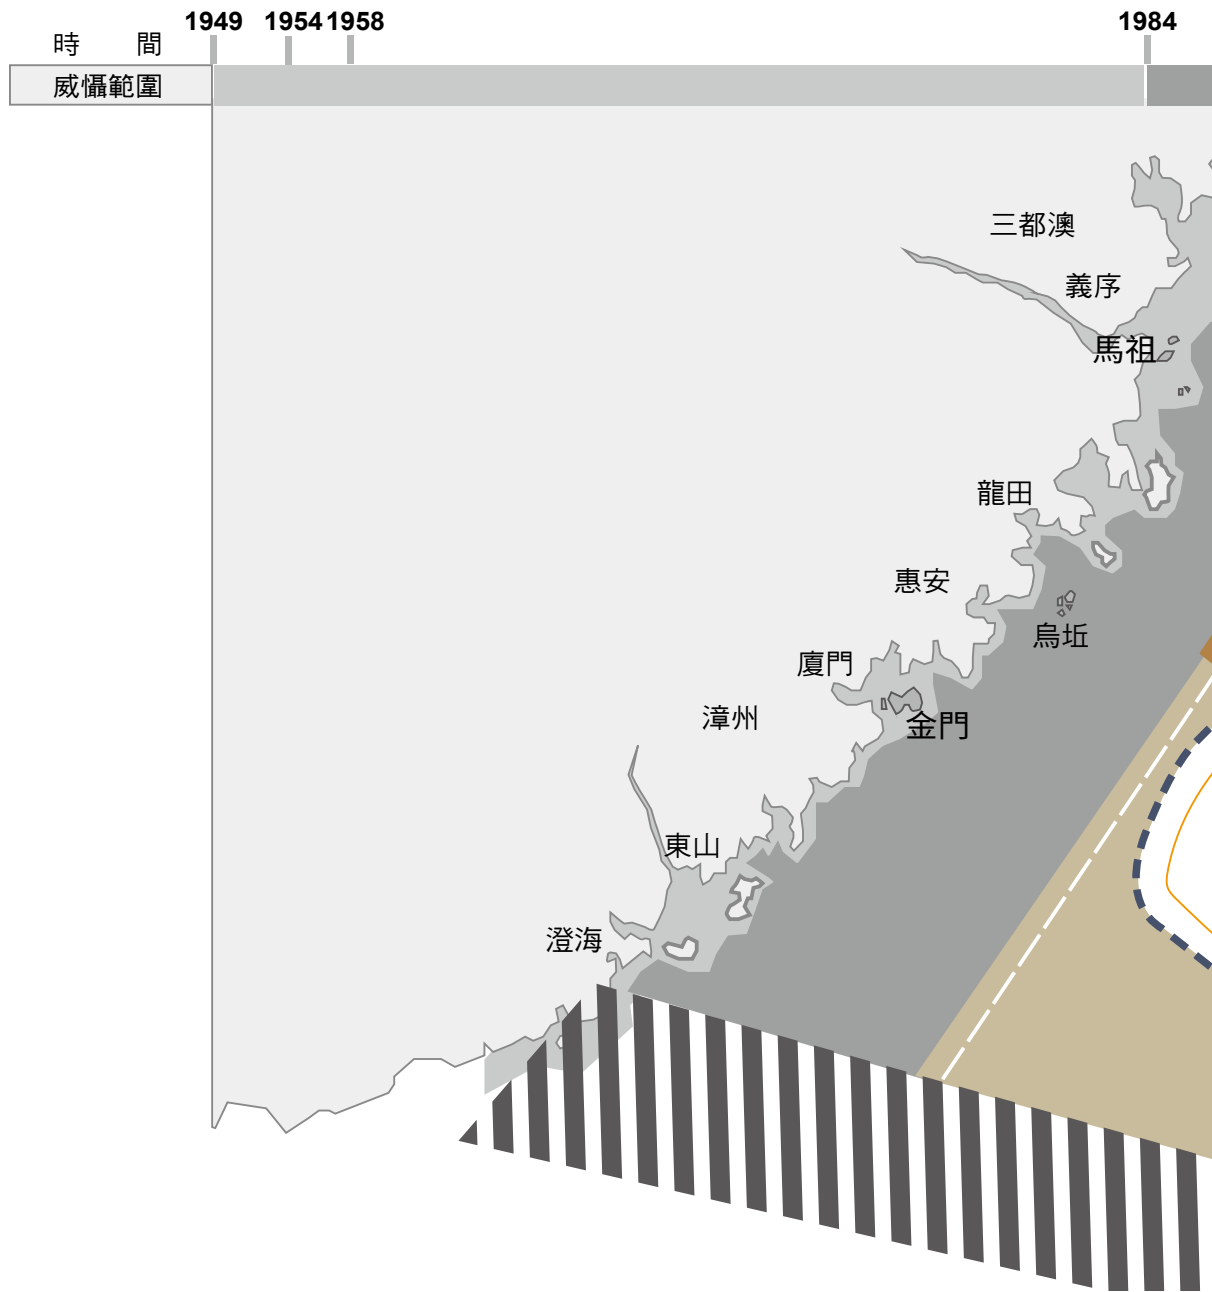 1949 1954 1958 1984
時 間
威懾範圍
三都澳
義序
馬祖
龍田
惠安
烏坵
廈門
金門
漳州
東山
澄海